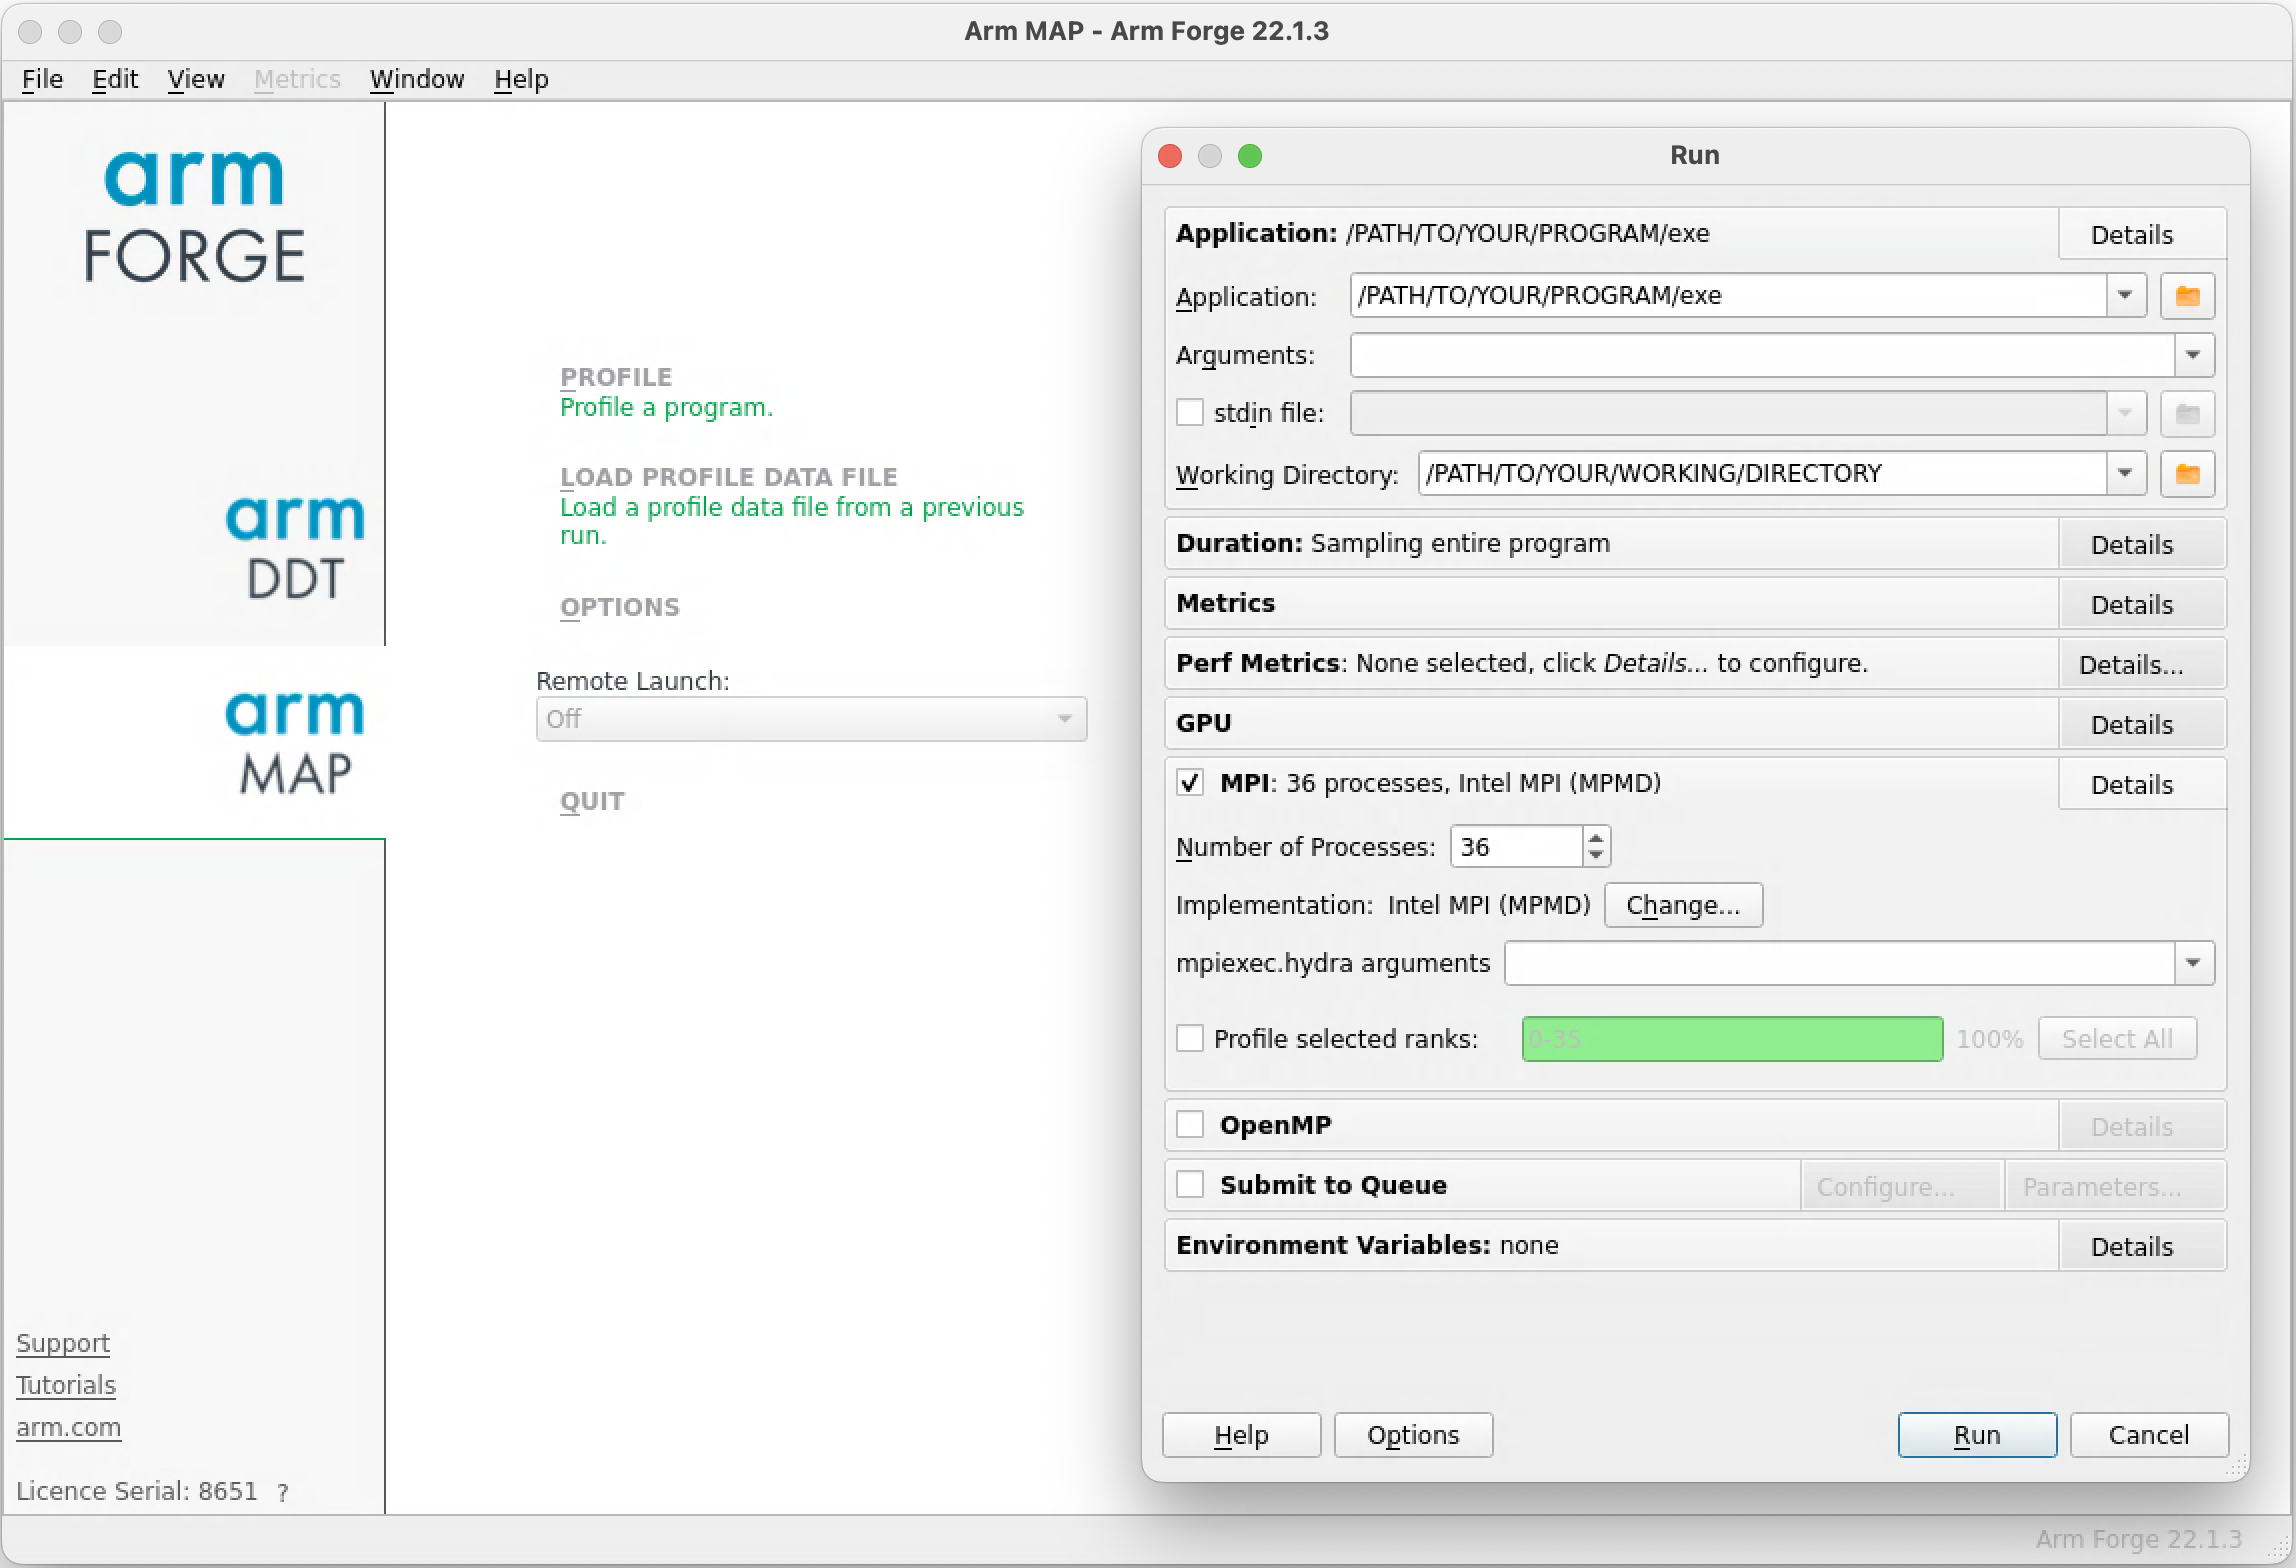 Arm MAP - Arm Forge 22.1.3
File Edit View Metrics Window Help
arm
FORGE
arm
DDT
arm
MAP
Support
Tutorials
arm.com
Licence Serial: 8651 ?
PROFILE
Profile a program.
LOAD PROFILE DATA FILE
Load a profile data file from a previous
run.
OPTIONS
Remote Launch:
Off
QUIT
Run
Application: /PATH/TO/YOUR/PROGRAM/exe Details
Application: /PATH/TO/YOUR/PROGRAM/exe
Arguments:
stdin file:
Working Directory: /PATH/TO/YOUR/WORKING/DIRECTORY
Duration: Sampling entire program Details
Metrics Details
Perf Metrics: None selected, click Details... to configure. Details...
GPU Details
MPI: 36 processes, Intel MPI (MPMD) Details
Number of Processes: 36
Implementation: Intel MPI (MPMD) Change...
mpiexec.hydra arguments
Profile selected ranks: 0-35 100% Select All
OpenMP Details
Submit to Queue Configure... Parameters...
Environment Variables: none Details
Help Options Run Cancel
Arm Forge 22.1.3